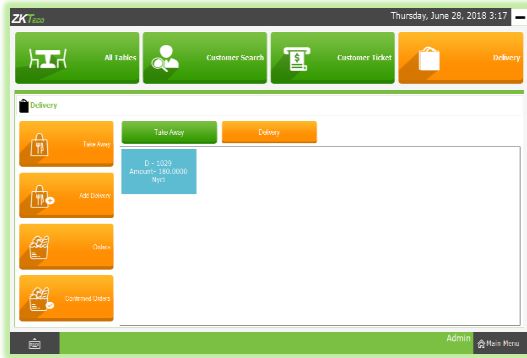 ZKTECO
Thursday, June 28, 2018 3:17
All Tables
Customer Search
Customer Ticket
Delivery
Delivery
Take Away
Delivery
Take Away
D - 1029
Amount- 180.0000
Add Delivery
Orders
Confirmed Orders
Admin
Main Menu